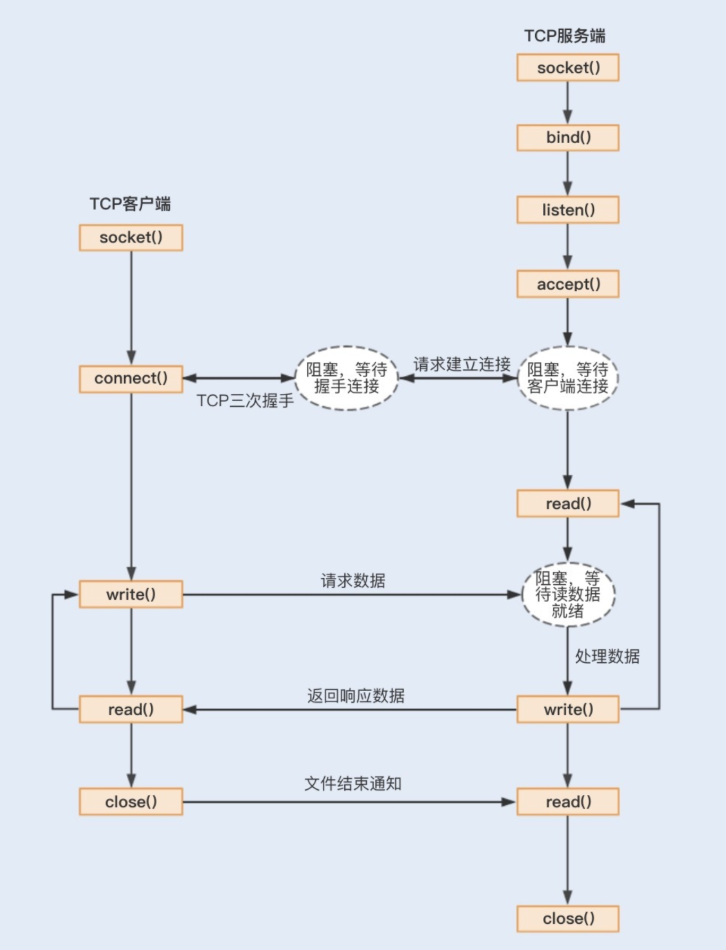 TCP服务端
socket()
bind()
listen()
TCP客户端
socket()
accept()
connect()
TCP三次握手
阻塞，等待
握手连接
请求建立连接
阻塞，等待
客户端连接
read()
write()
请求数据
阻塞，等
待读数据
就绪
处理数据
read()
返回响应数据
write()
close()
文件结束通知
read()
close()